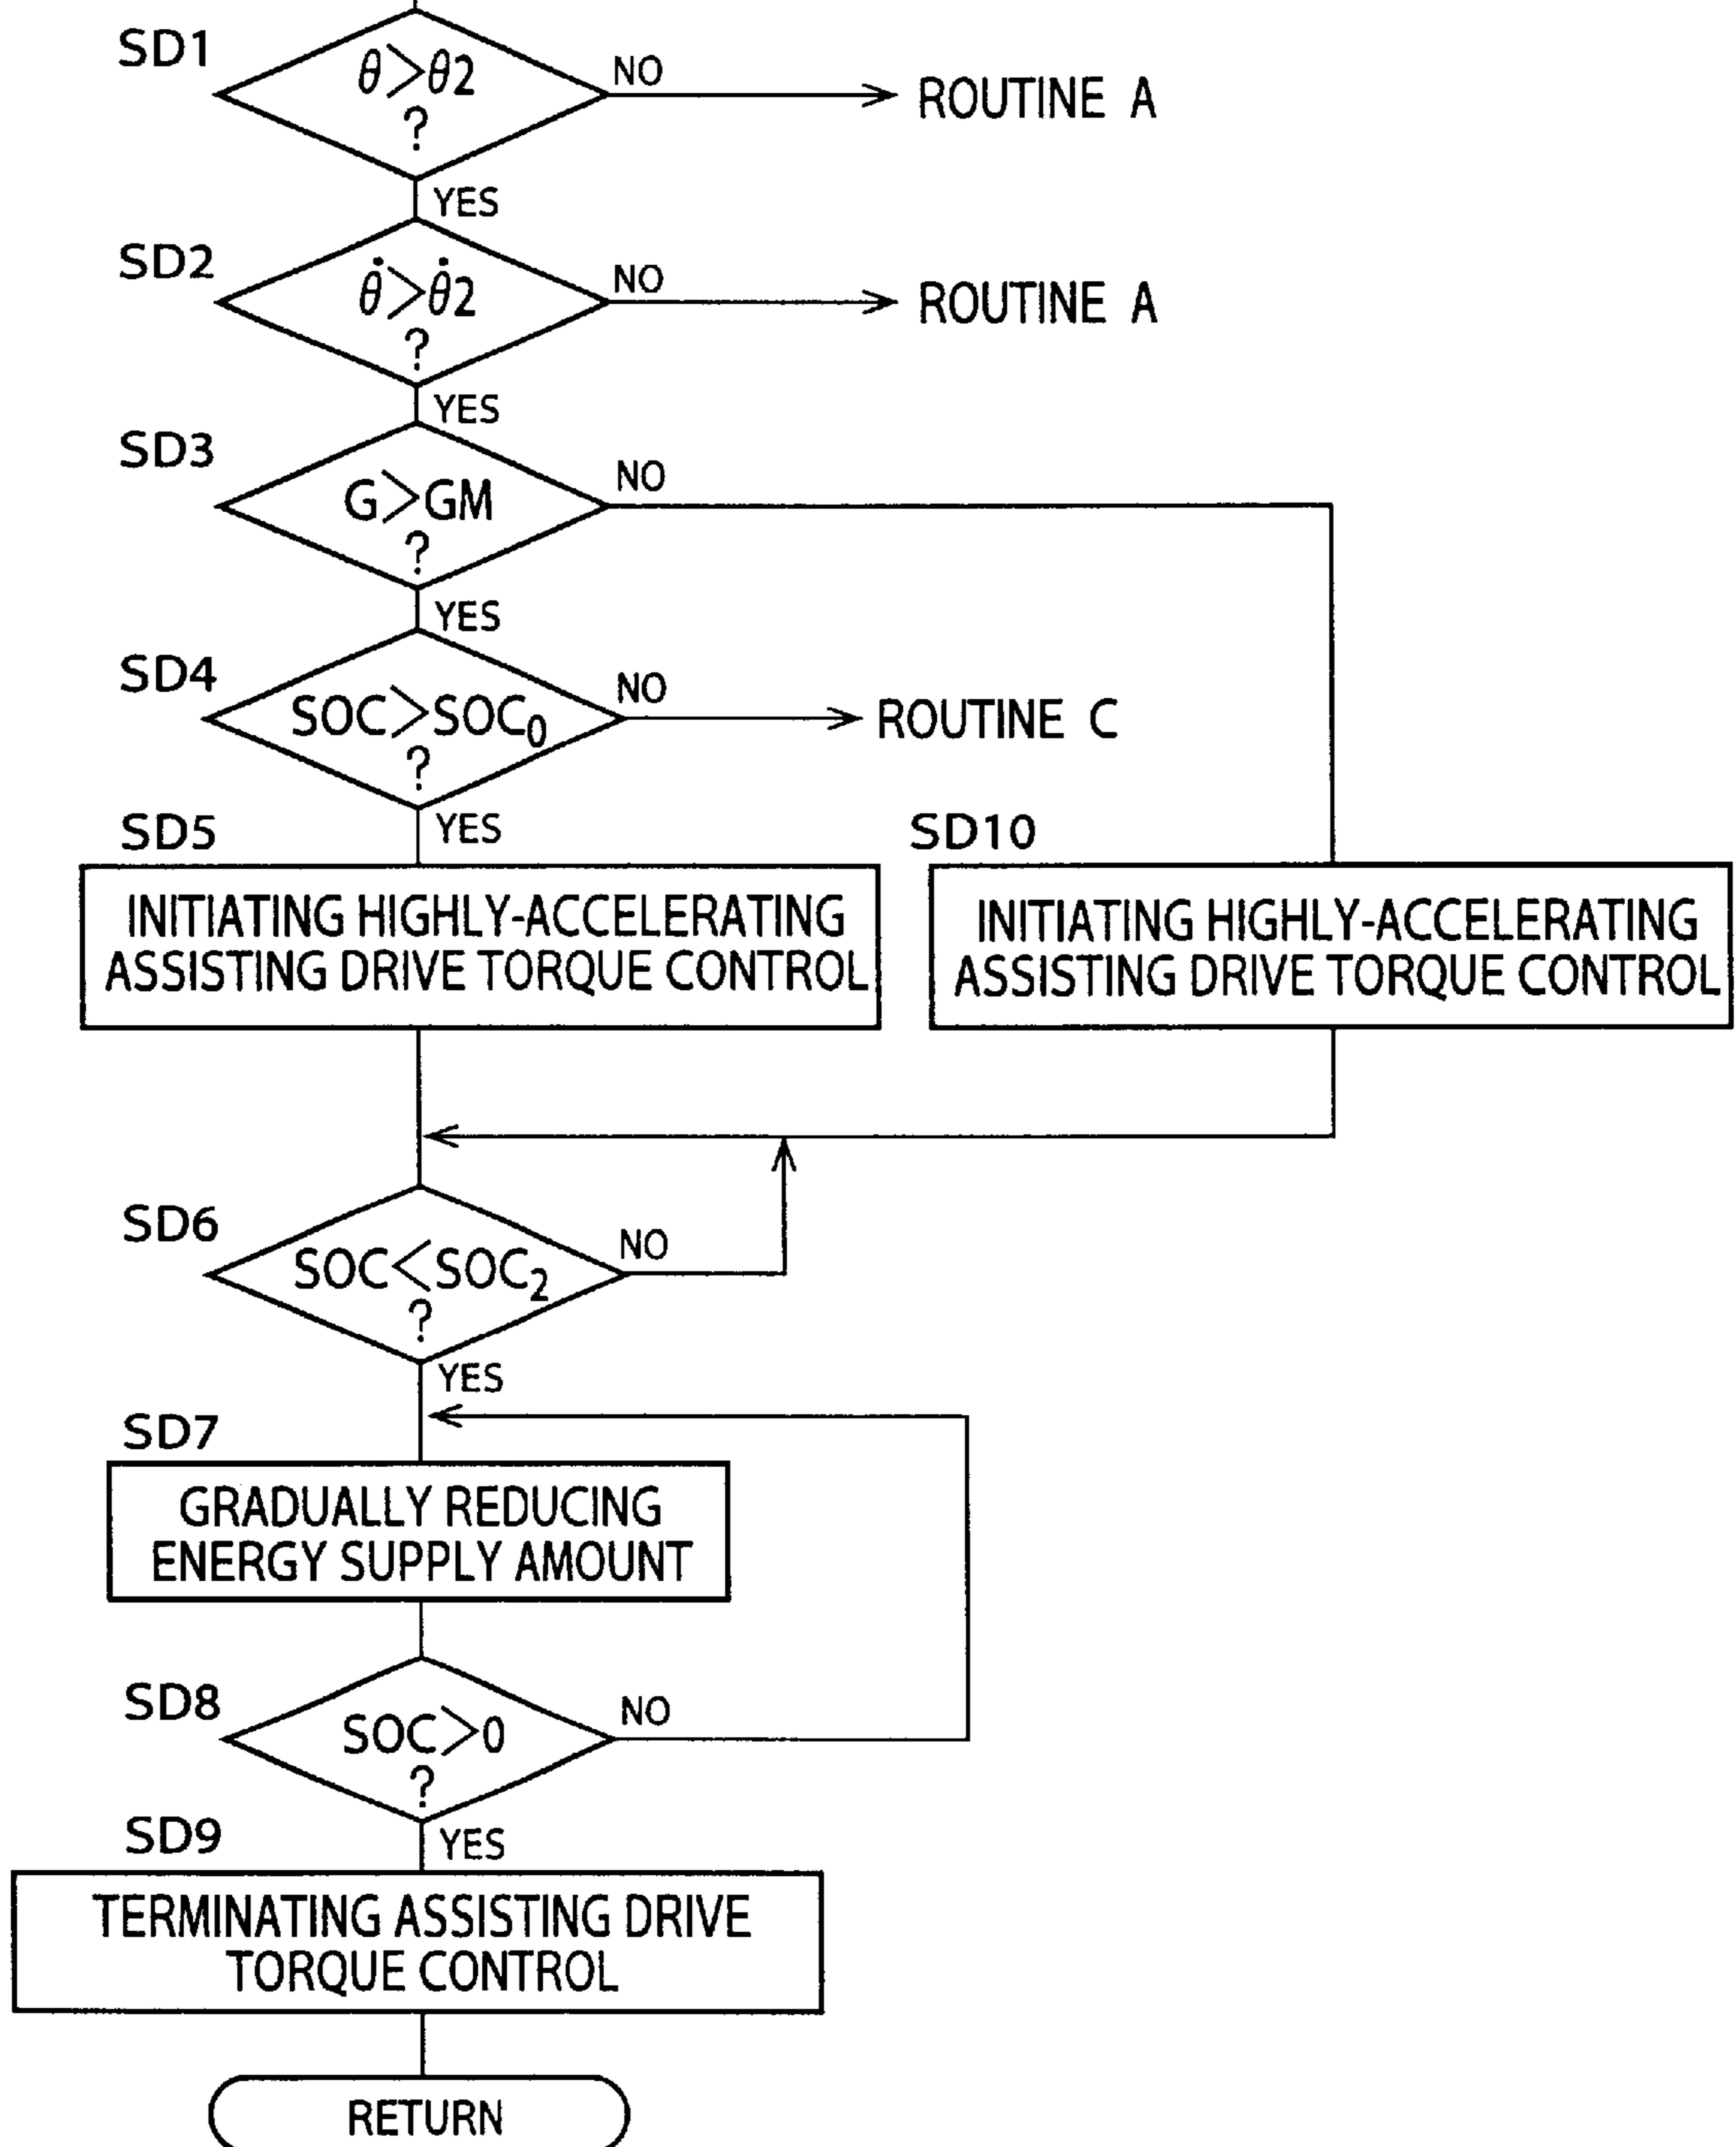 SD1
θ>θ2
?
NO
ROUTINE A
YES
SD2
θ̇>θ̇2
?
NO
ROUTINE A
YES
SD3
G>GM
?
NO
YES
SD4
SOC>SOC₀
?
NO
ROUTINE C
YES
SD5
INITIATING HIGHLY-ACCELERATING
ASSISTING DRIVE TORQUE CONTROL
SD10
INITIATING HIGHLY-ACCELERATING
ASSISTING DRIVE TORQUE CONTROL
SD6
SOC<SOC₂
?
NO
YES
SD7
GRADUALLY REDUCING
ENERGY SUPPLY AMOUNT
SD8
SOC>0
?
NO
YES
SD9
TERMINATING ASSISTING DRIVE
TORQUE CONTROL
RETURN